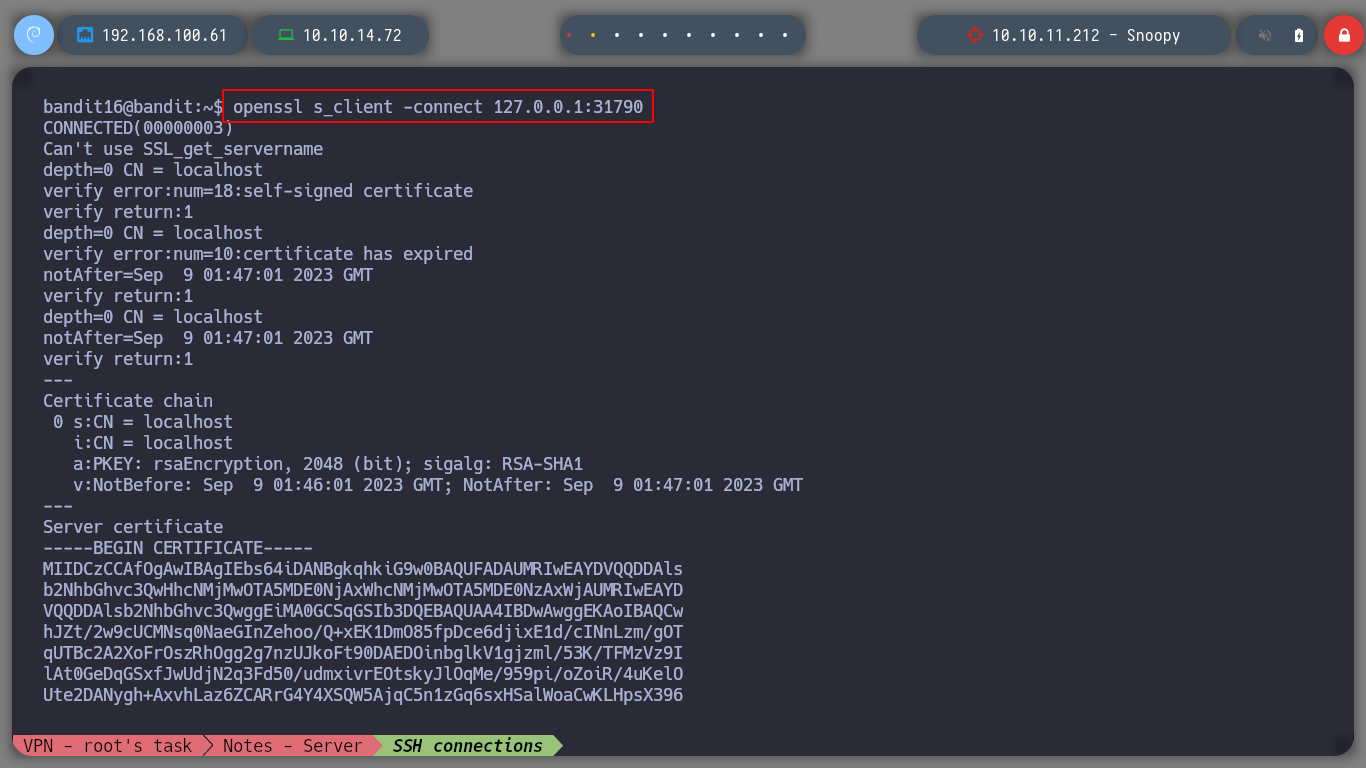 192.168.100.61 10.10.14.72 10.10.11.212 - Snoopy
bandit16@bandit:~$ openssl s_client -connect 127.0.0.1:31790
CONNECTED(00000003)
Can't use SSL_get_servername
depth=0 CN = localhost
verify error:num=18:self-signed certificate
verify return:1
depth=0 CN = localhost
verify error:num=10:certificate has expired
notAfter=Sep  9 01:47:01 2023 GMT
verify return:1
depth=0 CN = localhost
notAfter=Sep  9 01:47:01 2023 GMT
verify return:1
---
Certificate chain
 0 s:CN = localhost
   i:CN = localhost
   a:PKEY: rsaEncryption, 2048 (bit); sigalg: RSA-SHA1
   v:NotBefore: Sep  9 01:46:01 2023 GMT; NotAfter: Sep  9 01:47:01 2023 GMT
---
Server certificate
-----BEGIN CERTIFICATE-----
MIIDCzCCAfOgAwIBAgIEbs64iDANBgkqhkiG9w0BAQUFADAUMRIwEAYDVQQDDAls
b2NhbGhvc3QwHhcNMjMwOTA5MDE0NjAxWhcNMjMwOTA5MDE0NzAxWjAUMRIwEAYD
VQQDDAlsb2NhbGhvc3QwggEiMA0GCSqGSIb3DQEBAQUAA4IBDwAwggEKAoIBAQCw
hJZt/2w9cUCMNsq0NaeGInZehoo/Q+xEK1DmO85fpDce6djixE1d/cINnLzm/gOT
qUTBc2A2XoFrOszRhOgg2g7nzUJkoFt90DAEDOinbglkV1gjzml/53K/TFMzVz9I
lAt0GeDqGSxfJwUdjN2q3Fd50/udmxivrEOtskyJlOqMe/959pi/oZoiR/4uKelO
Ute2DANygh+AxvhLaz6ZCARrG4Y4XSQW5AjqC5n1zGq6sxHSalWoaCwKLHpsX396
VPN - root's task Notes - Server SSH connections